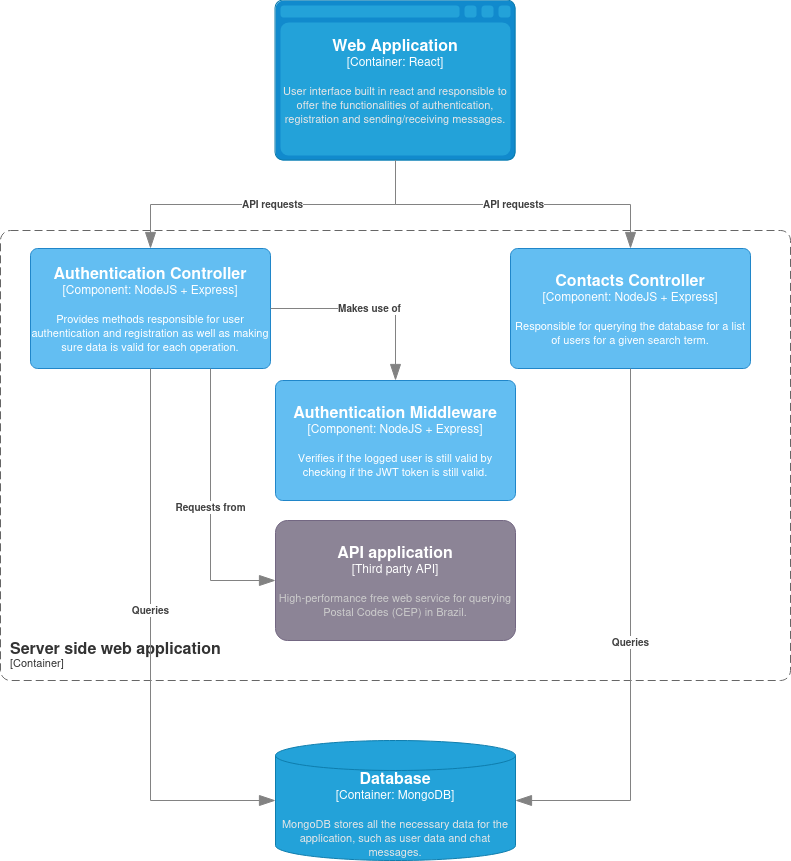 Web Application
[Container: React]
User interface built in react and responsible to
offer the functionalities of authentication,
registration and sending/receiving messages.
API requests
API requests
Authentication Controller
[Component: NodeJS + Express]
Provides methods responsible for user
authentication and registration as well as making
sure data is valid for each operation.
Contacts Controller
[Component: NodeJS + Express]
Responsible for querying the database for a list
of users for a given search term.
Makes use of
Authentication Middleware
[Component: NodeJS + Express]
Verifies if the logged user is still valid by
checking if the JWT token is still valid.
Requests from
API application
[Third party API]
High-performance free web service for querying
Postal Codes (CEP) in Brazil.
Queries
Queries
Server side web application
[Container]
Database
[Container: MongoDB]
MongoDB stores all the necessary data for the
application, such as user data and chat
messages.